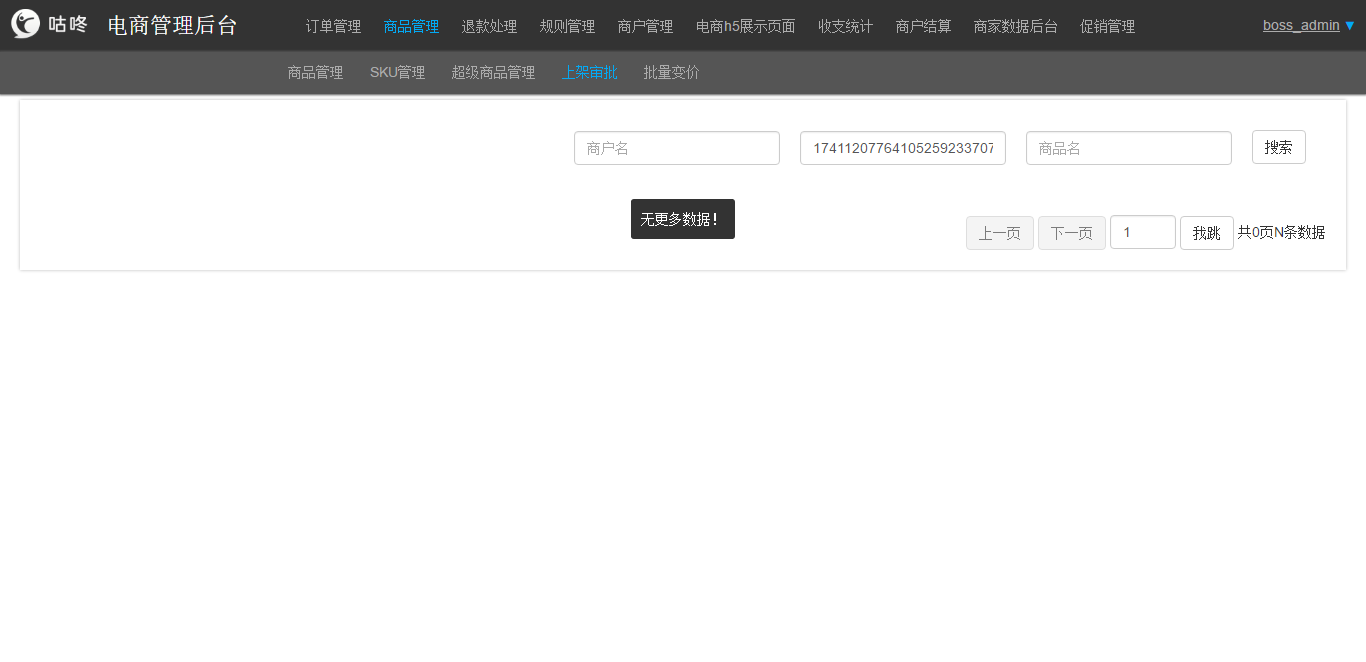 咕咚 电商管理后台 订单管理 商品管理 退款处理 规则管理 商户管理 电商h5展示页面 收支统计 商户结算 商家数据后台 促销管理 boss_admin ▼
商品管理 SKU管理 超级商品管理 上架审批 批量变价
商户名 17411207764105259233707 商品名 搜索
无更多数据！
上一页 下一页 1 我跳 共0页N条数据